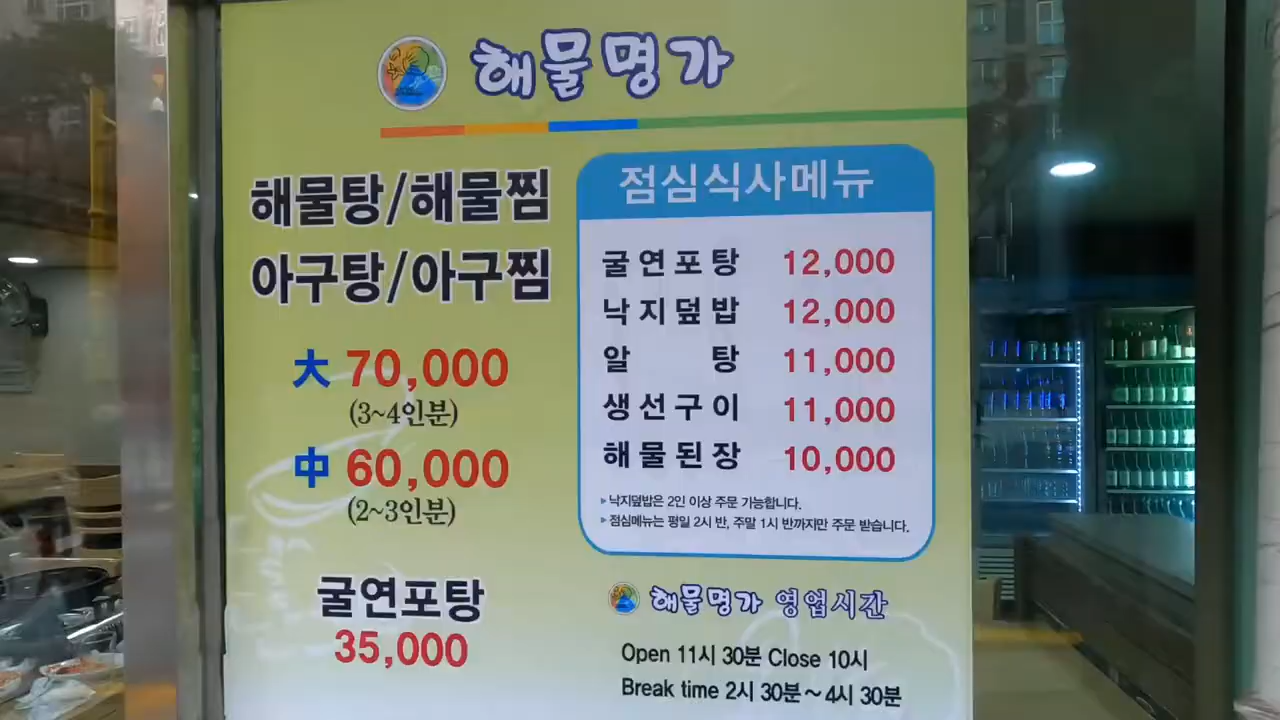 해물명가
해물탕/해물찜
아구탕/아구찜
大 70,000
(3~4인분)
中 60,000
(2~3인분)
굴연포탕
35,000
점심식사메뉴
굴연포탕 12,000
낙지덮밥 12,000
알 탕 11,000
생선구이 11,000
해물된장 10,000
▹낙지덮밥은 2인 이상 주문 가능합니다.
▹점심메뉴는 평일 2시 반, 주말 1시 반까지만 주문 받습니다.
해물명가 영업시간
Open 11시 30분 Close 10시
Break time 2시 30분~4시 30분